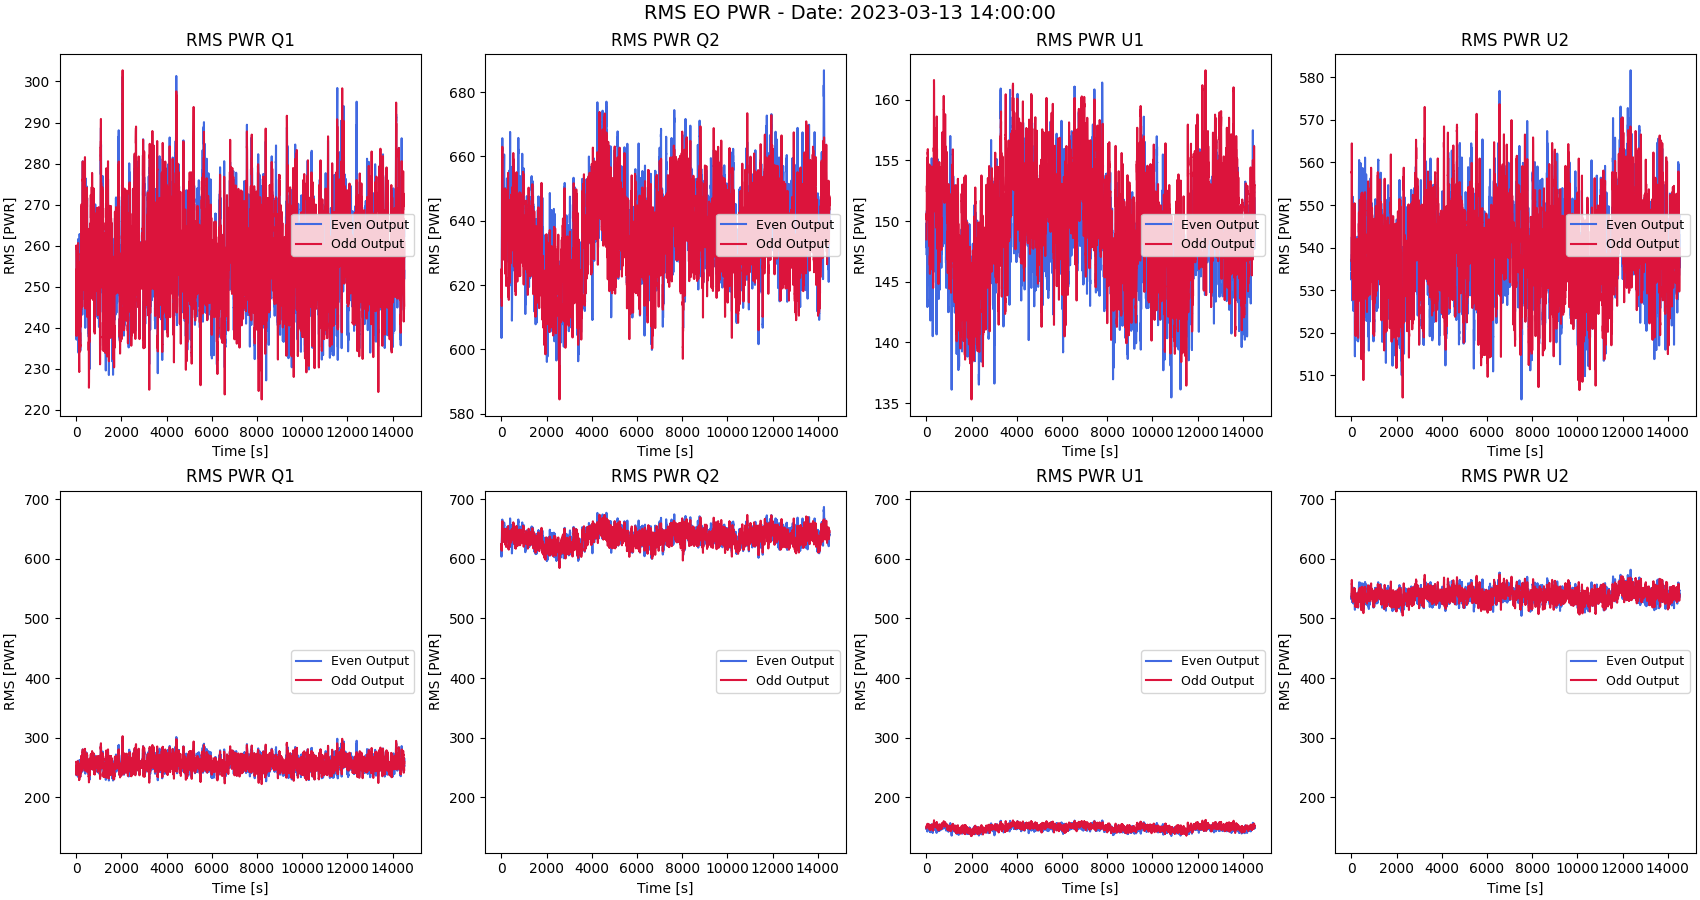 RMS EO PWR - Date: 2023-03-13 14:00:00
RMS PWR Q1
RMS PWR Q2
RMS PWR U1
RMS PWR U2
RMS [PWR]
300
290
280
270
260
250
240
230
220
Even Output
Odd Output
0 2000 4000 6000 8000 10000 12000 14000
Time [s]
RMS [PWR]
680
660
640
620
600
580
Even Output
Odd Output
0 2000 4000 6000 8000 10000 12000 14000
Time [s]
RMS [PWR]
160
155
150
145
140
135
Even Output
Odd Output
0 2000 4000 6000 8000 10000 12000 14000
Time [s]
RMS [PWR]
580
570
560
550
540
530
520
510
Even Output
Odd Output
0 2000 4000 6000 8000 10000 12000 14000
Time [s]
RMS PWR Q1
RMS PWR Q2
RMS PWR U1
RMS PWR U2
RMS [PWR]
700
600
500
400
300
200
Even Output
Odd Output
0 2000 4000 6000 8000 10000 12000 14000
Time [s]
RMS [PWR]
700
600
500
400
300
200
Even Output
Odd Output
0 2000 4000 6000 8000 10000 12000 14000
Time [s]
RMS [PWR]
700
600
500
400
300
200
Even Output
Odd Output
0 2000 4000 6000 8000 10000 12000 14000
Time [s]
RMS [PWR]
700
600
500
400
300
200
Even Output
Odd Output
0 2000 4000 6000 8000 10000 12000 14000
Time [s]